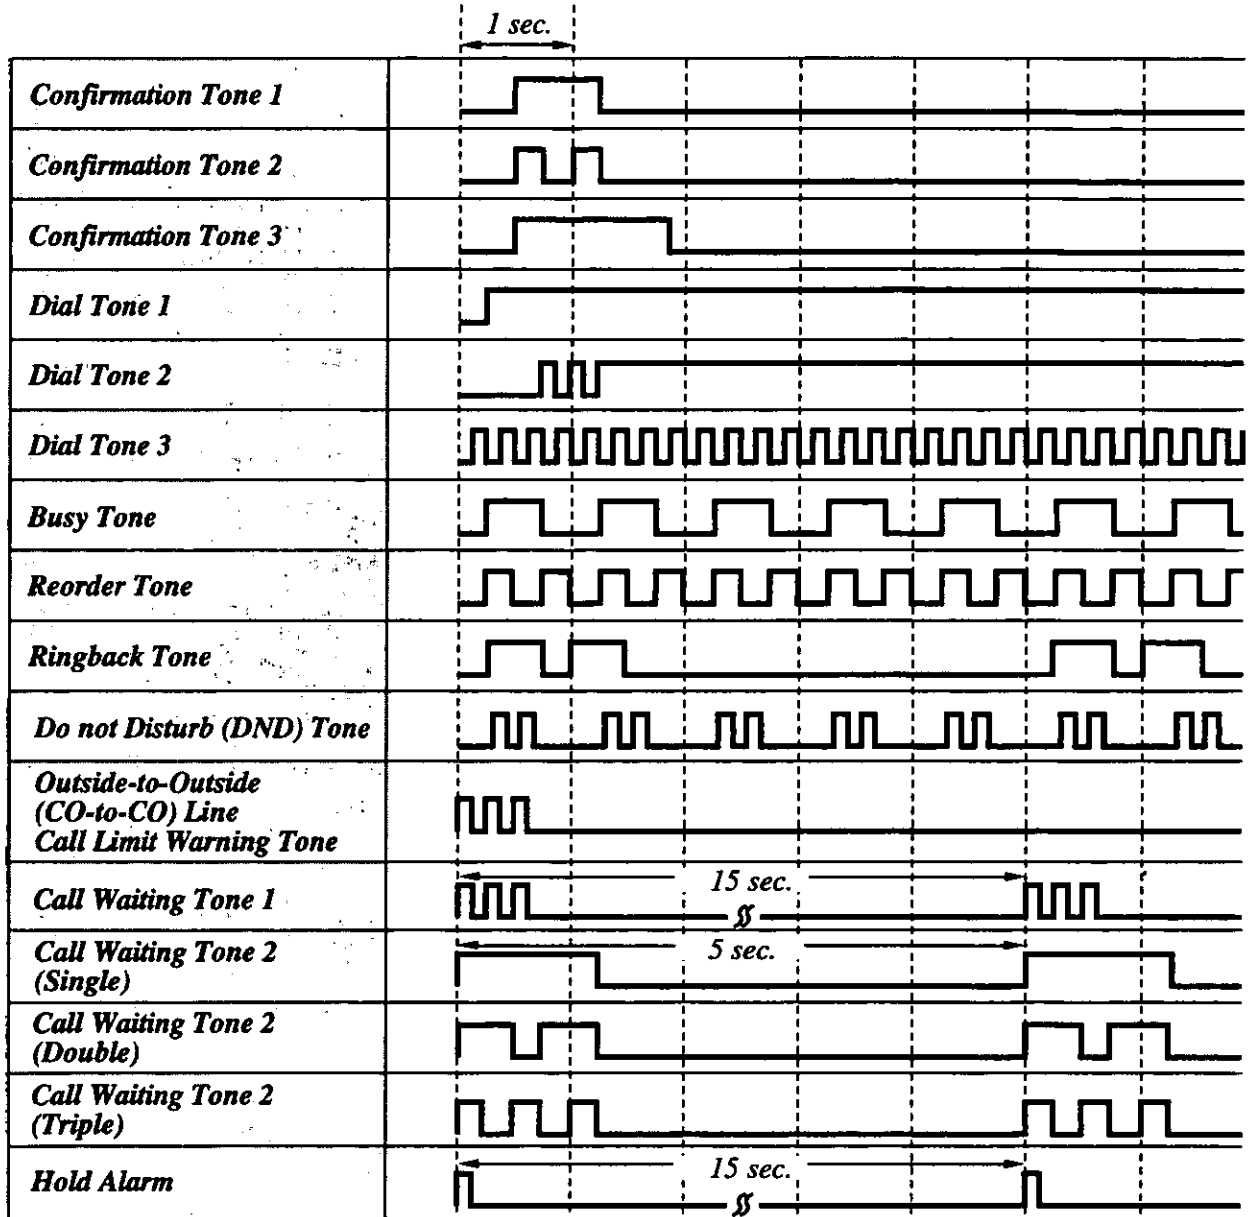 1 sec.
Confirmation Tone 1
Confirmation Tone 2
Confirmation Tone 3
Dial Tone 1
Dial Tone 2
Dial Tone 3
Busy Tone
Reorder Tone
Ringback Tone
Do not Disturb (DND) Tone
Outside-to-Outside
(CO-to-CO) Line
Call Limit Warning Tone
Call Waiting Tone 1
15 sec.
Call Waiting Tone 2
(Single)
5 sec.
Call Waiting Tone 2
(Double)
Call Waiting Tone 2
(Triple)
Hold Alarm
15 sec.